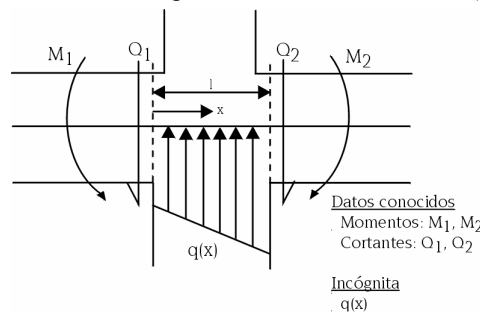 M₁
Q₁
Q₂
M₂
l
x
q(x)
Datos conocidos
Momentos: M₁, M₂
Cortantes: Q₁, Q₂
Incógnita
q(x)